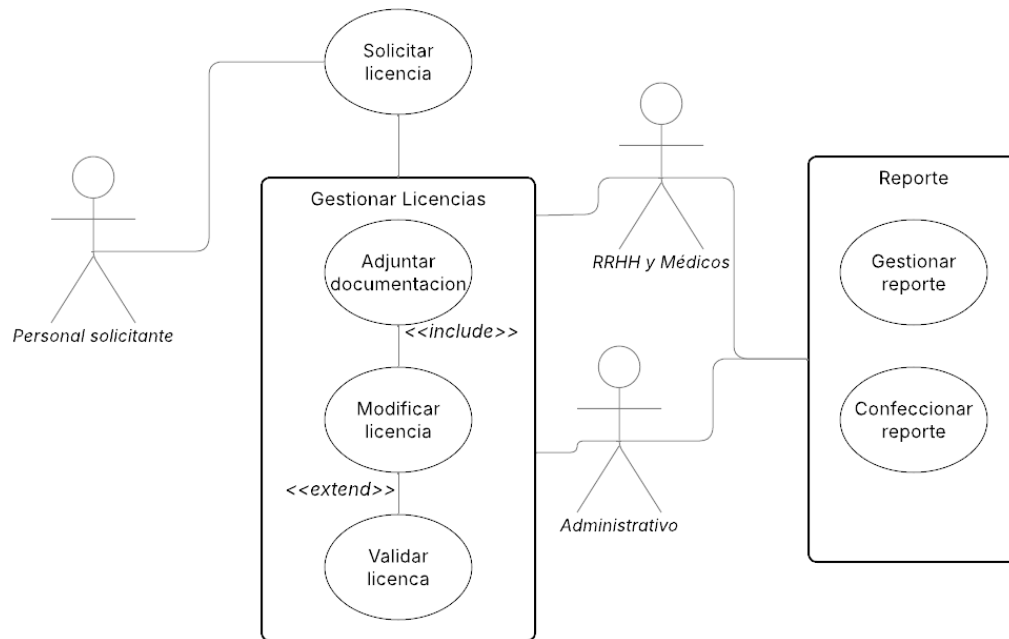 Solicitar
licencia
Personal solicitante
Gestionar Licencias
Adjuntar
documentacion
<<include>>
Modificar
licencia
<<extend>>
Validar
licenca
RRHH y Médicos
Administrativo
Reporte
Gestionar
reporte
Confeccionar
reporte